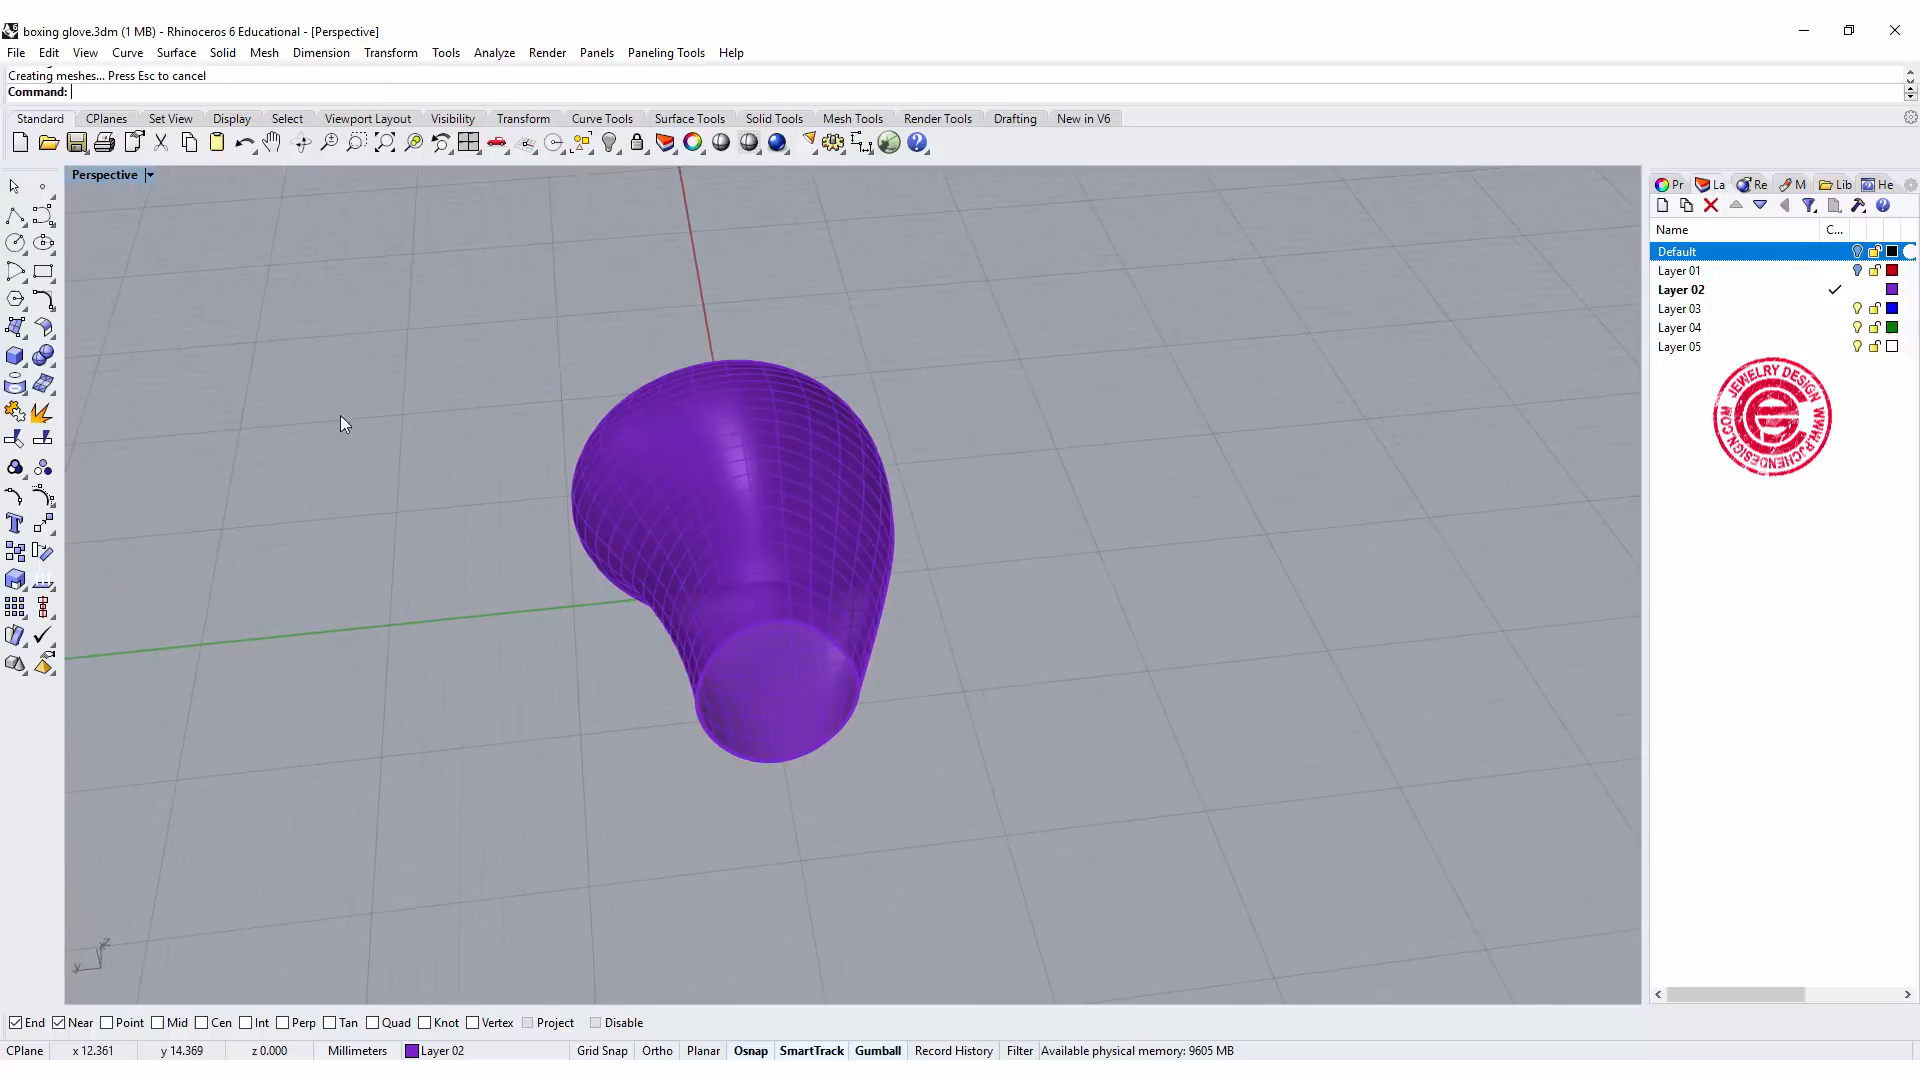 boxing glove.3dm (1 MB) - Rhinoceros 6 Educational - [Perspective]
File Edit View Curve Surface Solid Mesh Dimension Transform Tools Analyze Render Panels Paneling Tools Help
Creating meshes... Press Esc to cancel
Command:
Standard CPlanes Set View Display Select Viewport Layout Visibility Transform Curve Tools Surface Tools Solid Tools Mesh Tools Render Tools Drafting New in V6
Perspective
Pr La Re M Lib He
Name C...
Default
Layer 01
Layer 02
Layer 03
Layer 04
Layer 05
JEWELRY DESIGN
WWW.PJCHENDESIGN.COM
z
y
End Near Point Mid Cen Int Perp Tan Quad Knot Vertex Project Disable
CPlane x 12.361 y 14.369 z 0.000 Millimeters Layer 02 Grid Snap Ortho Planar Osnap SmartTrack Gumball Record History Filter Available physical memory: 9605 MB